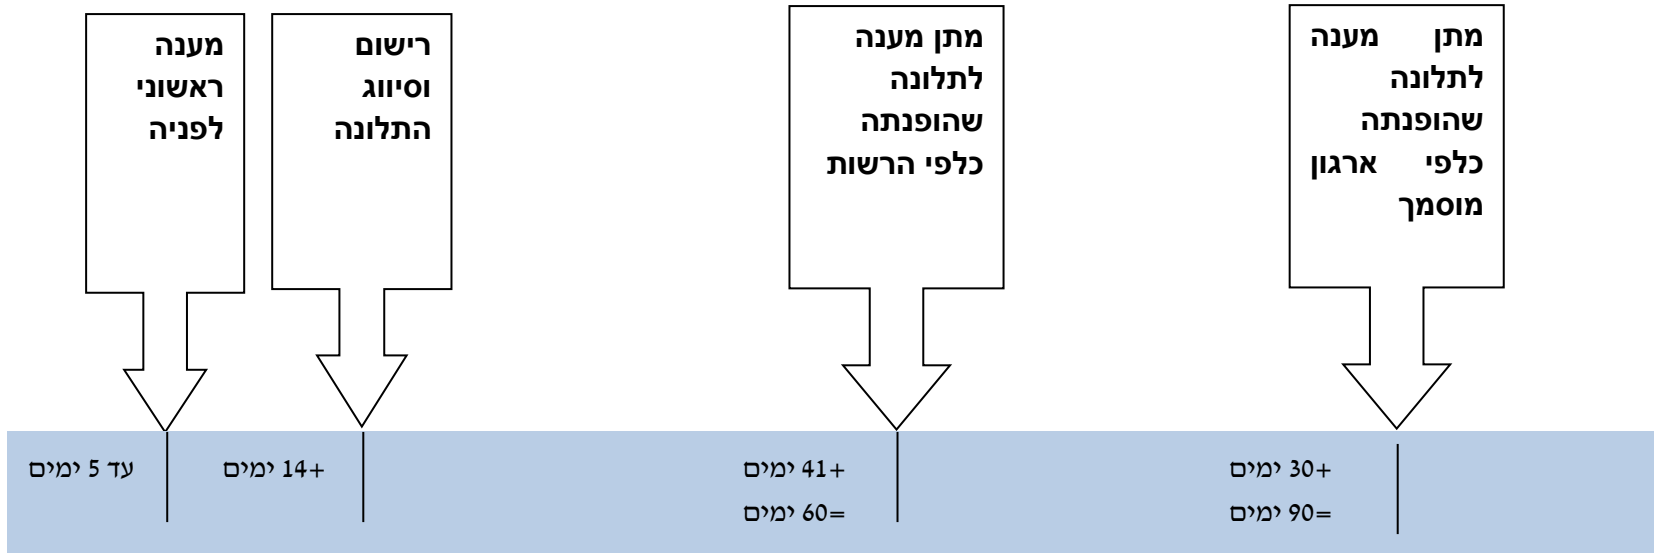 מענה
ראשוני
לפניה
רישום
וסיווג
התלונה
מתן מענה
לתלונה
שהופנתה
כלפי הרשות
מתן מענה
לתלונה
שהופנתה
כלפי ארגון
מוסמך
עד 5 ימים
+14 ימים
+41 ימים
=60 ימים
+30 ימים
=90 ימים